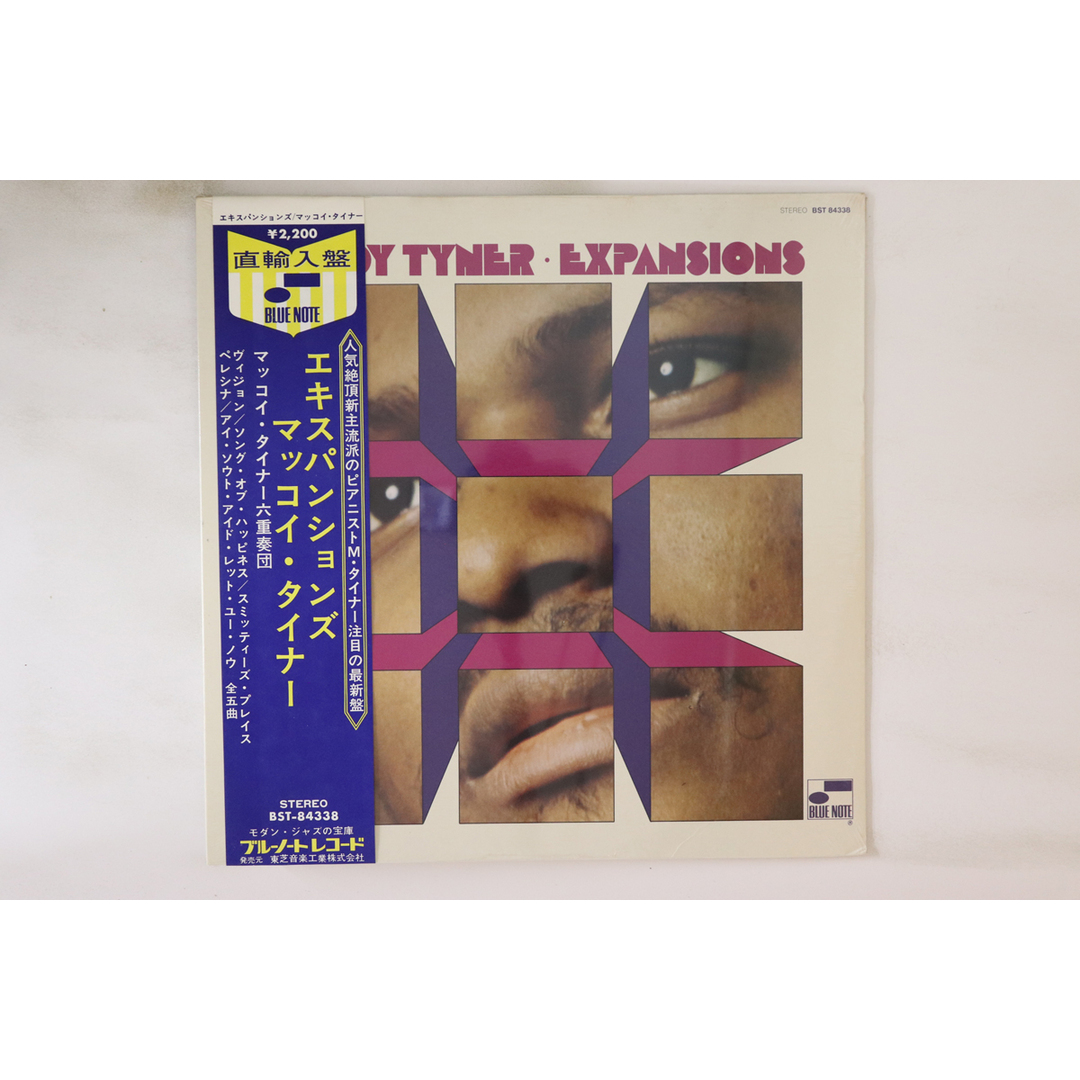 エキスパンションズ/マッコイ・タイナー
¥2,200
直輸入盤
BLUE NOTE
人気絶頂新主流派のピアニストM・タイナー注目の最新盤
エキスパンションズ
マッコイ・タイナー
マッコイ・タイナー六重奏団
ヴィジョン/ソング・オブ・ハッピネス/スミッティーズ・プレイス
ペレシナ/アイ・ソウト・アイド・レット・ユー・ノウ 全五曲
STEREO
BST-84338
モダン・ジャズの宝庫
ブルーノートレコード
発売元 東芝音楽工業株式会社
STEREO BST 84338
OY TYNER · EXPANSIONS
BLUE NOTE
®